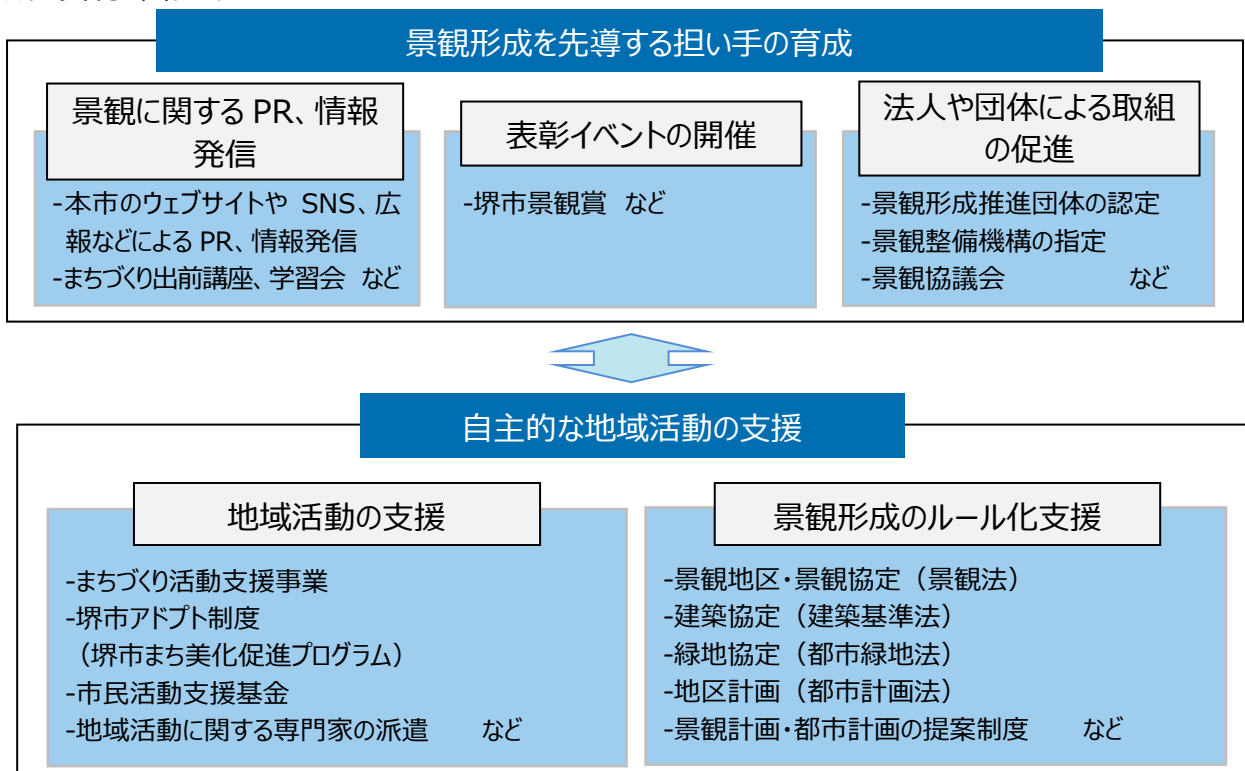 景観形成を先導する担い手の育成
景観に関する PR、情報
発信
-本市のウェブサイトや SNS、広
報などによる PR、情報発信
-まちづくり出前講座、学習会 など
表彰イベントの開催
-堺市景観賞 など
法人や団体による取組
の促進
-景観形成推進団体の認定
-景観整備機構の指定
-景観協議会 など
自主的な地域活動の支援
地域活動の支援
-まちづくり活動支援事業
-堺市アドプト制度
（堺市まち美化促進プログラム）
-市民活動支援基金
-地域活動に関する専門家の派遣 など
景観形成のルール化支援
-景観地区・景観協定（景観法）
-建築協定（建築基準法）
-緑地協定（都市緑地法）
-地区計画（都市計画法）
-景観計画・都市計画の提案制度 など